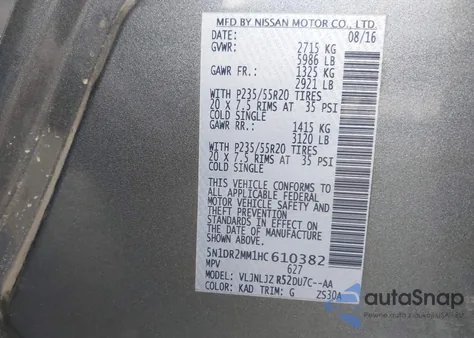 MFD BY NISSAN MOTOR CO., LTD.
DATE: 08/16
GVWR: 2715 KG
5986 LB
GAWR FR.: 1325 KG
2921 LB
WITH P235/55R20 TIRES
20 X 7.5 RIMS AT 35 PSI
COLD SINGLE
GAWR RR.: 1415 KG
3120 LB
WITH P235/55R20 TIRES
20 X 7.5 RIMS AT 35 PSI
COLD SINGLE
THIS VEHICLE CONFORMS TO
ALL APPLICABLE FEDERAL
MOTOR VEHICLE SAFETY AND
THEFT PREVENTION
STANDARDS IN EFFECT ON
THE DATE OF MANUFACTURE
SHOWN ABOVE.
5N1DR2MM1HC610382
MPV 627
MODEL: VLJNLJZ RS2DU7C--AA
COLOR: KAD TRIM: G ZS30A
autoSnap
Pewne auto z USA